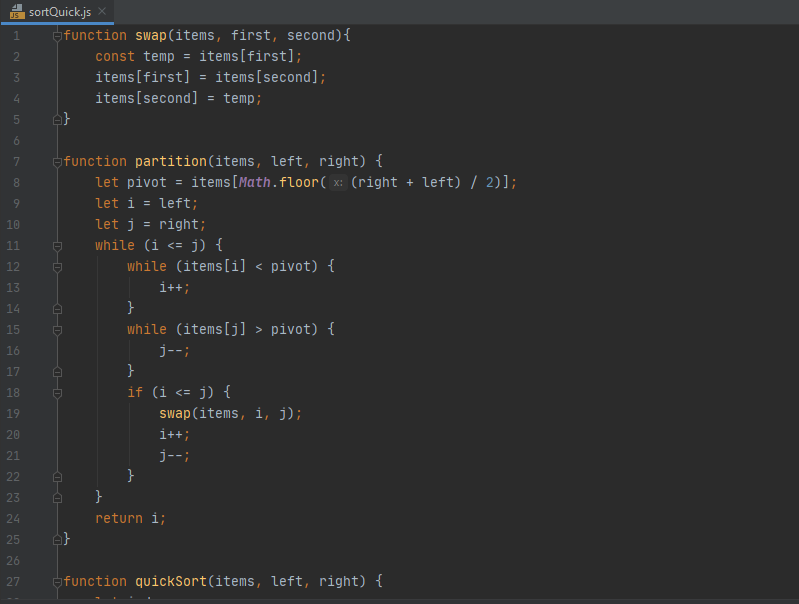 sortQuick.js
1 function swap(items, first, second){
2 const temp = items[first];
3 items[first] = items[second];
4 items[second] = temp;
5 }
6
7 function partition(items, left, right) {
8 let pivot = items[Math.floor( x: (right + left) / 2)];
9 let i = left;
10 let j = right;
11 while (i <= j) {
12 while (items[i] < pivot) {
13 i++;
14 }
15 while (items[j] > pivot) {
16 j--;
17 }
18 if (i <= j) {
19 swap(items, i, j);
20 i++;
21 j--;
22 }
23 }
24 return i;
25 }
26
27 function quickSort(items, left, right) {